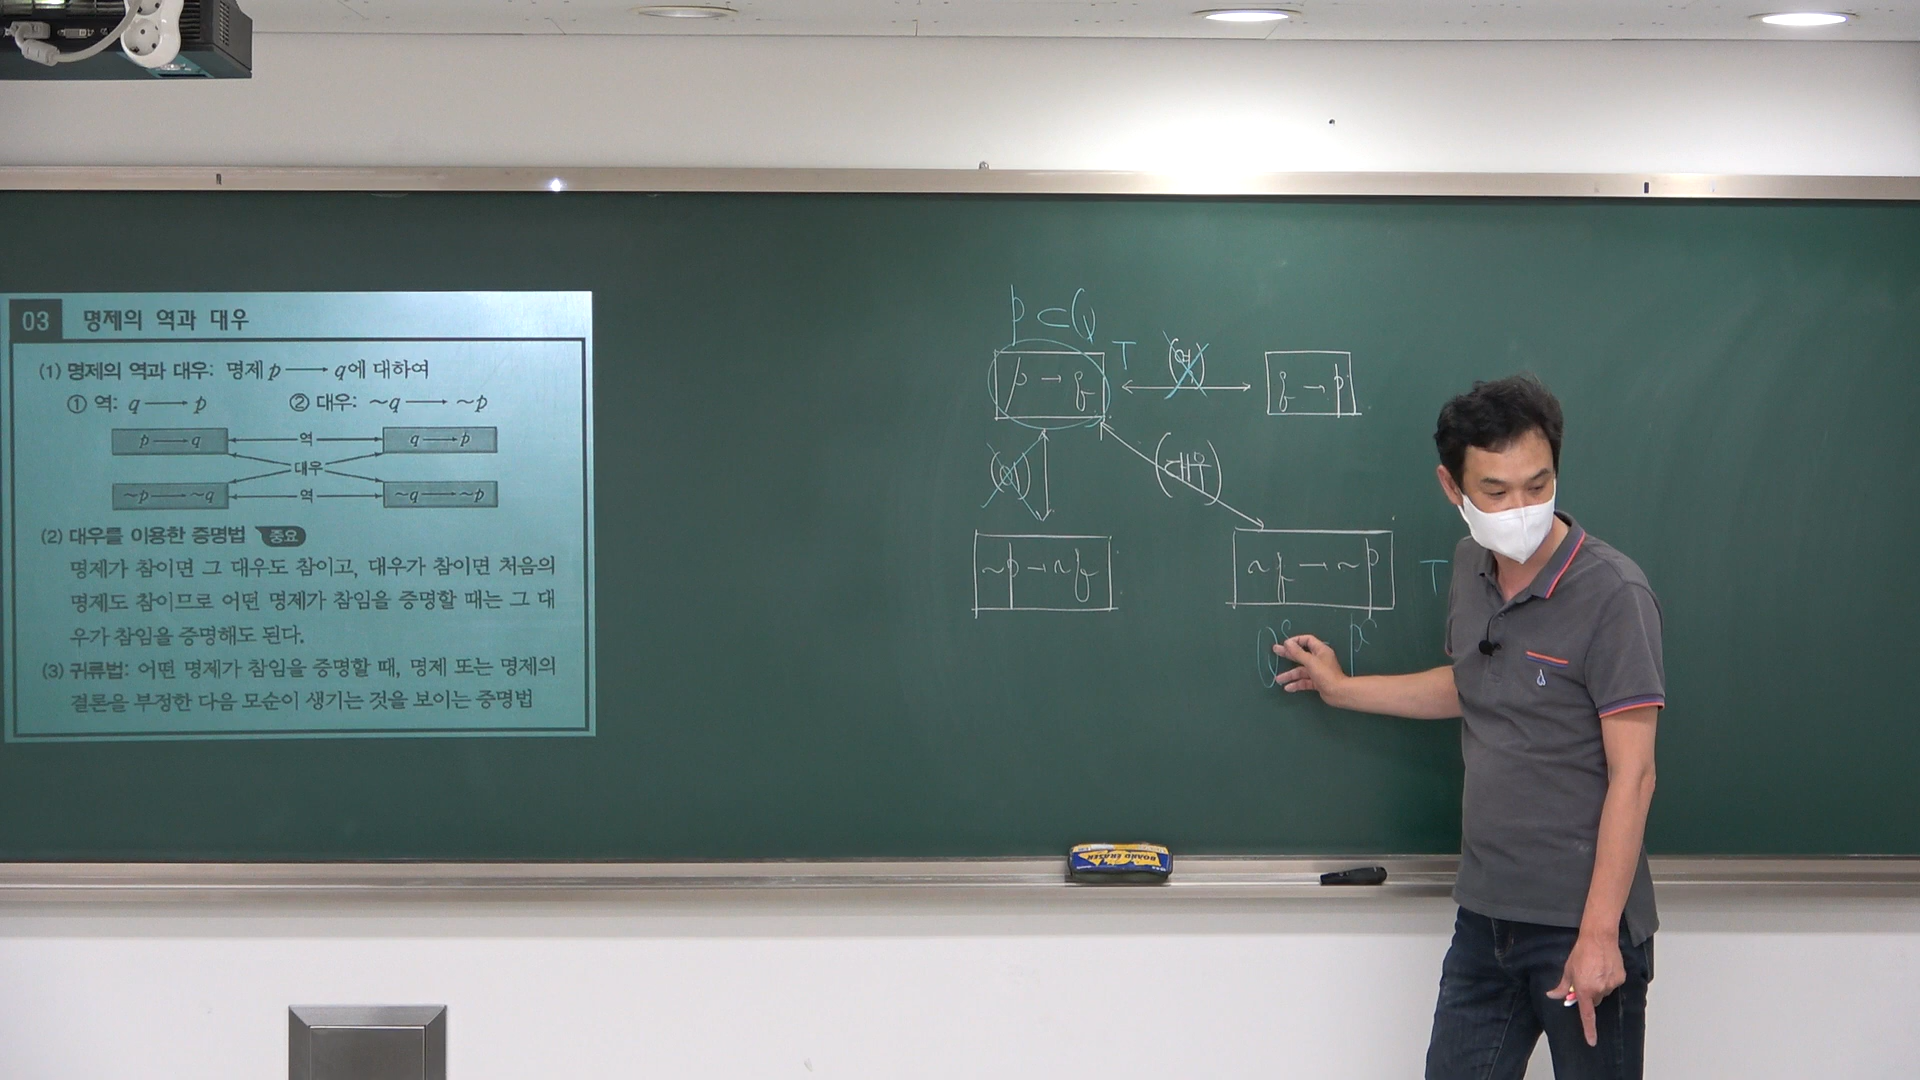 03 명제의 역과 대우
(1) 명제의 역과 대우: 명제 p → q에 대하여
① 역: q → p ② 대우: ~q → ~p
p → q 역 q → p
대우
~p → ~q 역 ~q → ~p
(2) 대우를 이용한 증명법 중요
명제가 참이면 그 대우도 참이고, 대우가 참이면 처음의
명제도 참이므로 어떤 명제가 참임을 증명할 때는 그 대
우가 참임을 증명해도 된다.
(3) 귀류법: 어떤 명제가 참임을 증명할 때, 명제 또는 명제의
결론을 부정한 다음 모순이 생기는 것을 보이는 증명법
P ⊂ Q
p → q T (역) q → p
(대우)
~p → ~q ~q → ~p T
P^c
BOARD ERASER